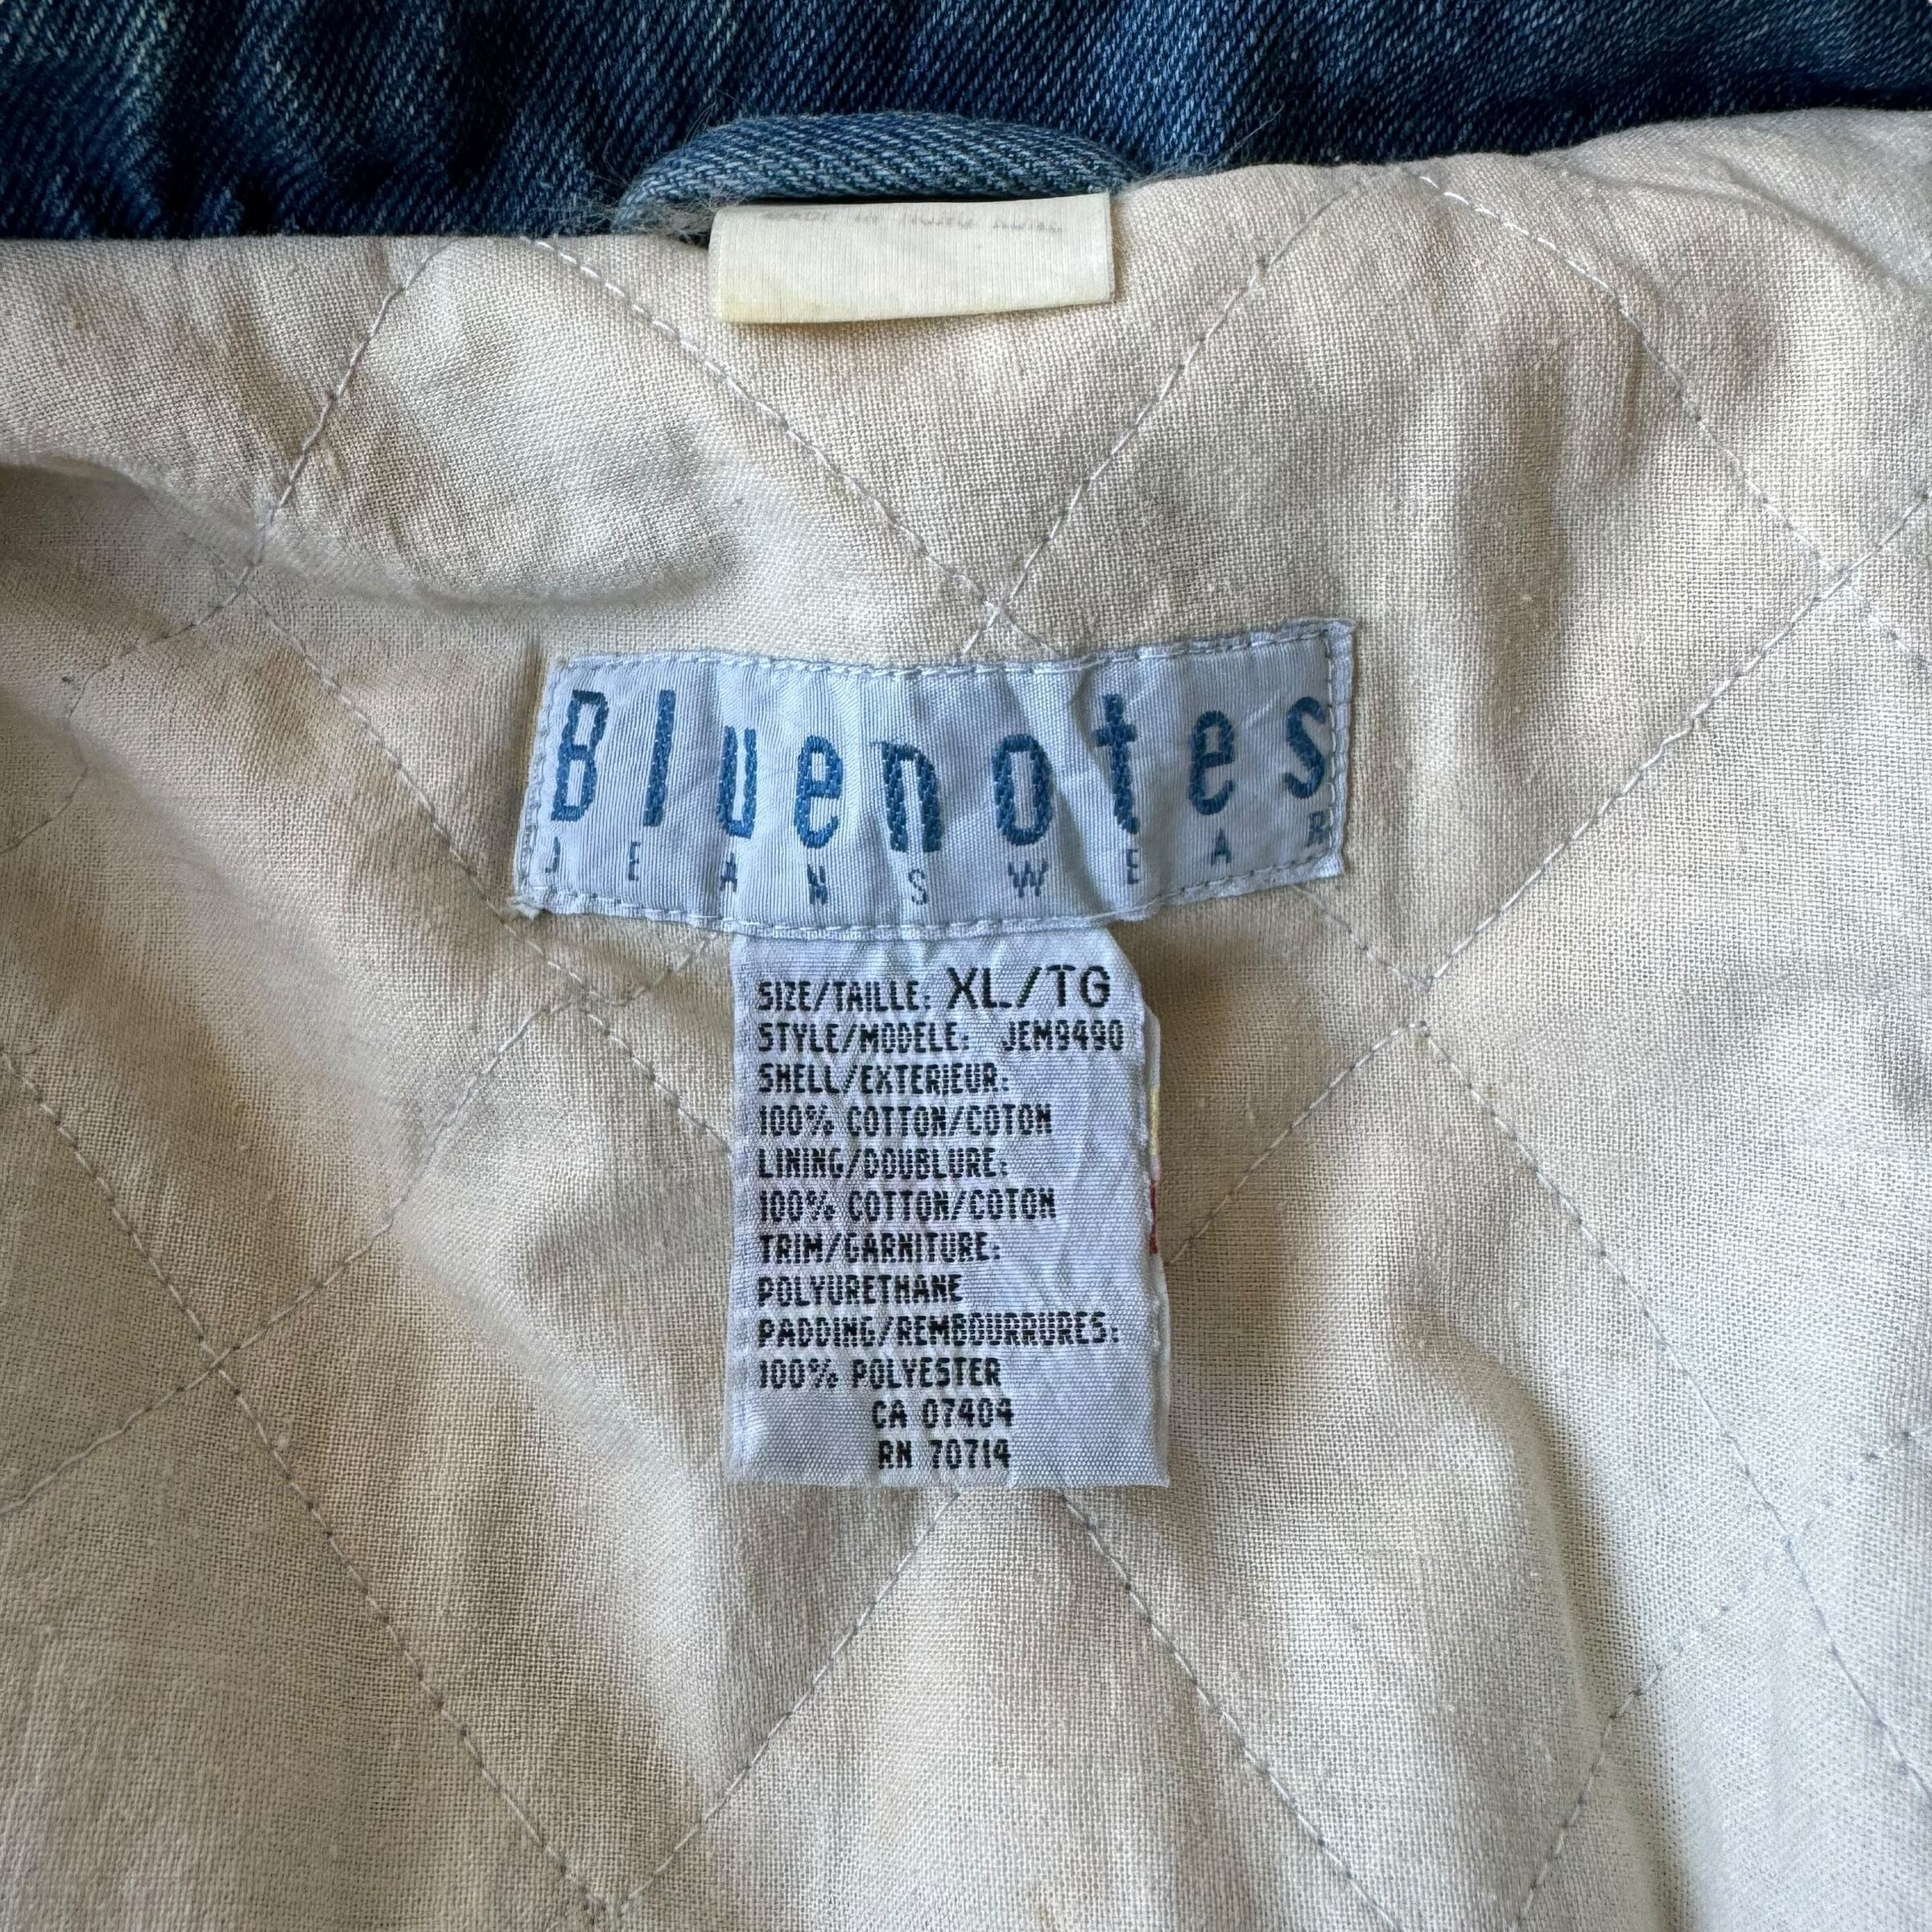 Bluenotes
JEANSWEAR
SIZE/TAILLE: XL/TG
STYLE/MODELE: JEM9490
SHELL/EXTERIEUR:
100% COTTON/COTON
LINING/DOUBLURE:
100% COTTON/COTON
TRIM/GARNITURE:
POLYURETHANE
PADDING/REMBOURRURES:
100% POLYESTER
CA 07404
RN 70714